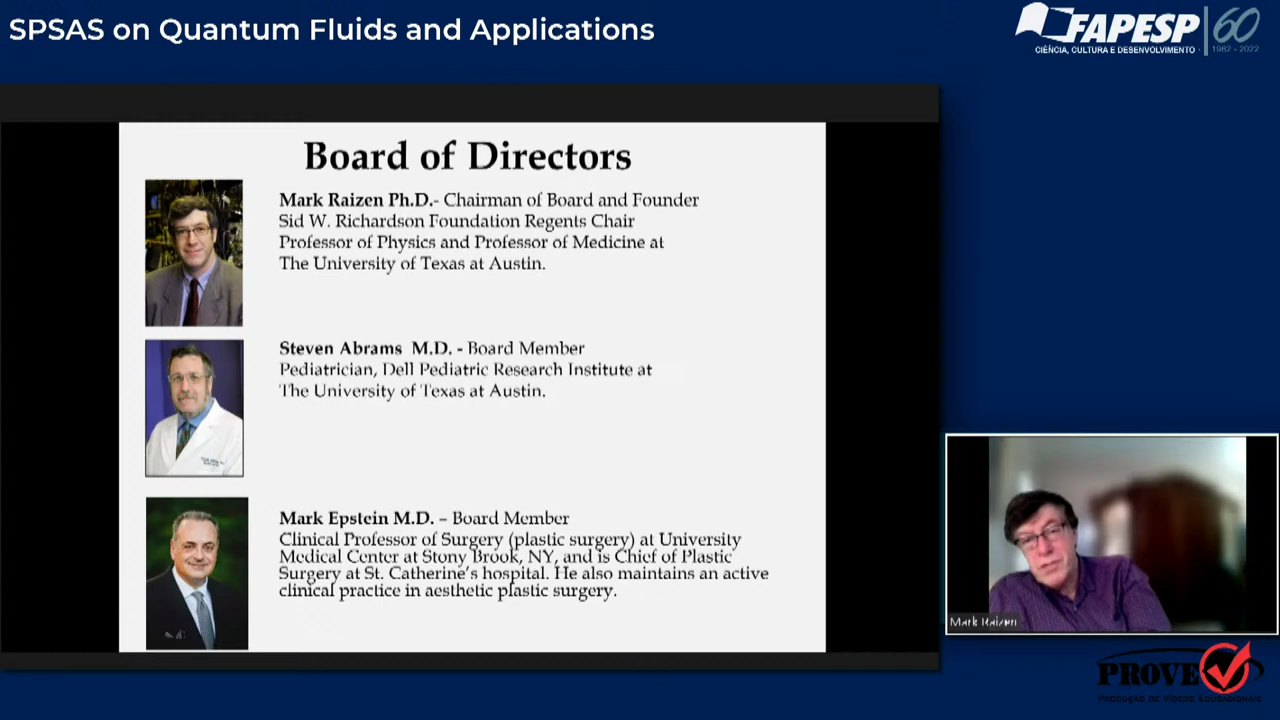 SPSAS on Quantum Fluids and Applications
FAPESP 60
CIÊNCIA, CULTURA E DESENVOLVIMENTO
1962 - 2022
Board of Directors
Mark Raizen Ph.D.- Chairman of Board and Founder
Sid W. Richardson Foundation Regents Chair
Professor of Physics and Professor of Medicine at
The University of Texas at Austin.
Steven Abrams M.D. - Board Member
Pediatrician, Dell Pediatric Research Institute at
The University of Texas at Austin.
Mark Epstein M.D. – Board Member
Clinical Professor of Surgery (plastic surgery) at University
Medical Center at Stony Brook, NY, and is Chief of Plastic
Surgery at St. Catherine's hospital. He also maintains an active
clinical practice in aesthetic plastic surgery.
Mark Raizen
PROVE
PRODUÇÃO DE VÍDEOS EDUCACIONAIS